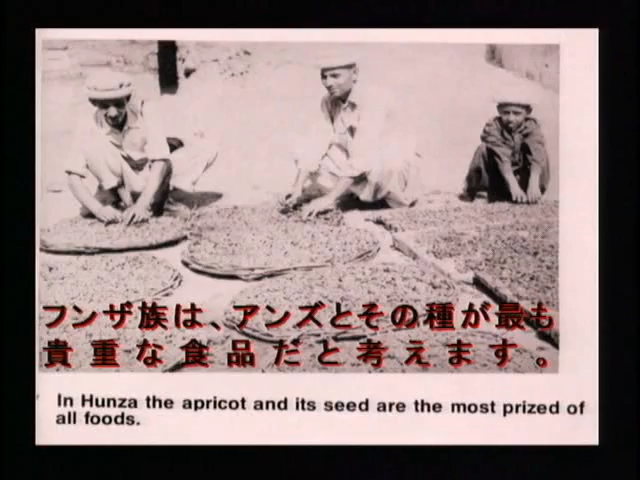 フンザ族は、アンズとその種が最も
貴重な食品だと考えます。
In Hunza the apricot and its seed are the most prized of
all foods.